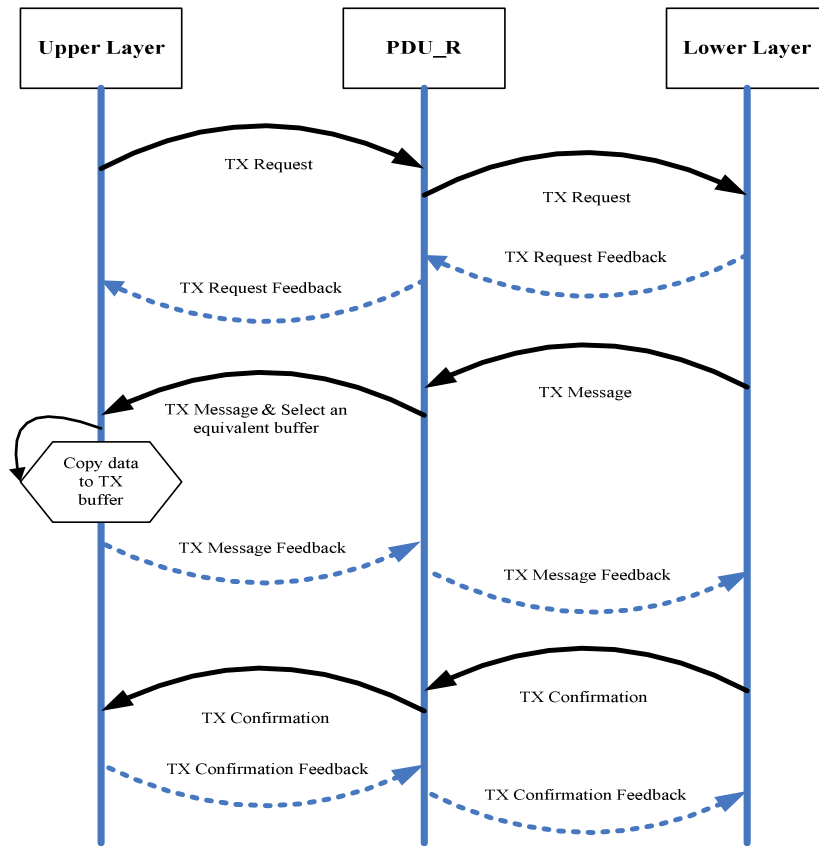 Upper Layer
PDU_R
Lower Layer
TX Request
TX Request
TX Request Feedback
TX Request Feedback
TX Message
TX Message & Select an
equivalent buffer
Copy data
to TX
buffer
TX Message Feedback
TX Message Feedback
TX Confirmation
TX Confirmation
TX Confirmation Feedback
TX Confirmation Feedback